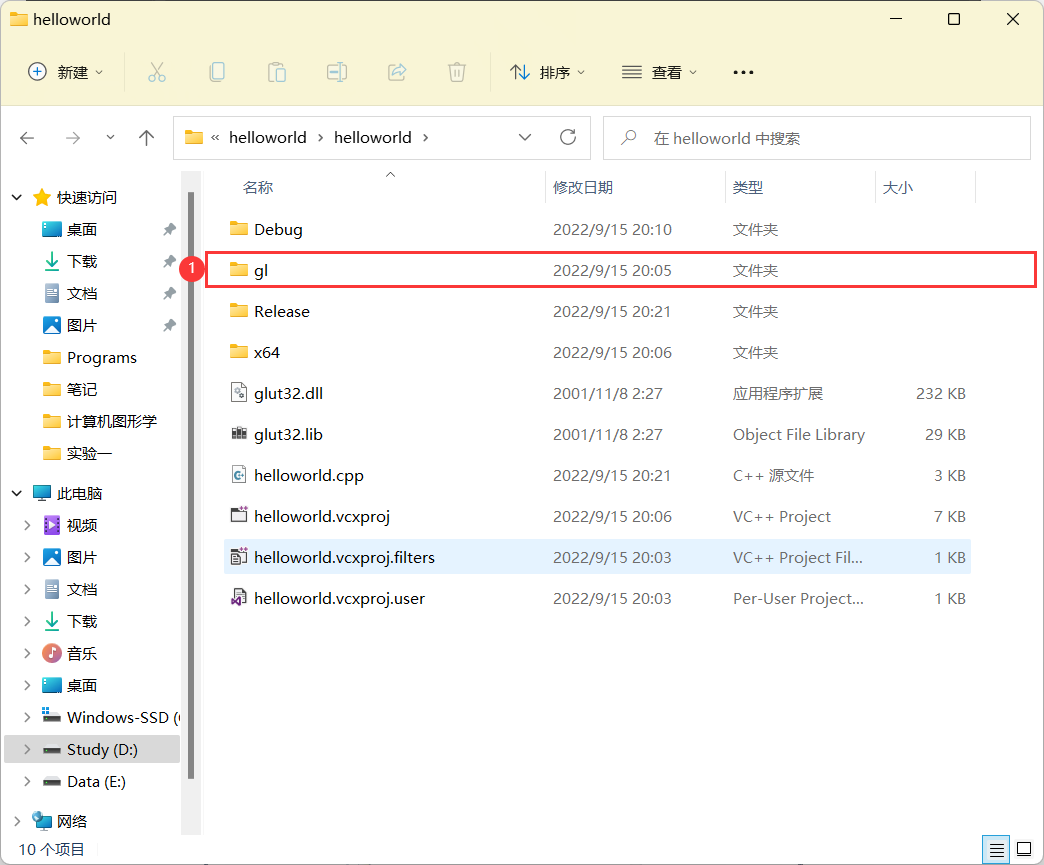 helloworld
新建
排序
查看
« helloworld › helloworld ›
在 helloworld 中搜索
名称 修改日期 类型 大小
快速访问
桌面
下载
文档
图片
Programs
笔记
计算机图形学
实验一
此电脑
视频
图片
文档
下载
音乐
桌面
Windows-SSD (
Study (D:)
Data (E:)
网络
Debug 2022/9/15 20:10 文件夹
1
gl 2022/9/15 20:05 文件夹
Release 2022/9/15 20:21 文件夹
x64 2022/9/15 20:06 文件夹
glut32.dll 2001/11/8 2:27 应用程序扩展 232 KB
glut32.lib 2001/11/8 2:27 Object File Library 29 KB
helloworld.cpp 2022/9/15 20:21 C++ 源文件 3 KB
helloworld.vcxproj 2022/9/15 20:06 VC++ Project 7 KB
helloworld.vcxproj.filters 2022/9/15 20:03 VC++ Project Fil... 1 KB
helloworld.vcxproj.user 2022/9/15 20:03 Per-User Project... 1 KB
10 个项目